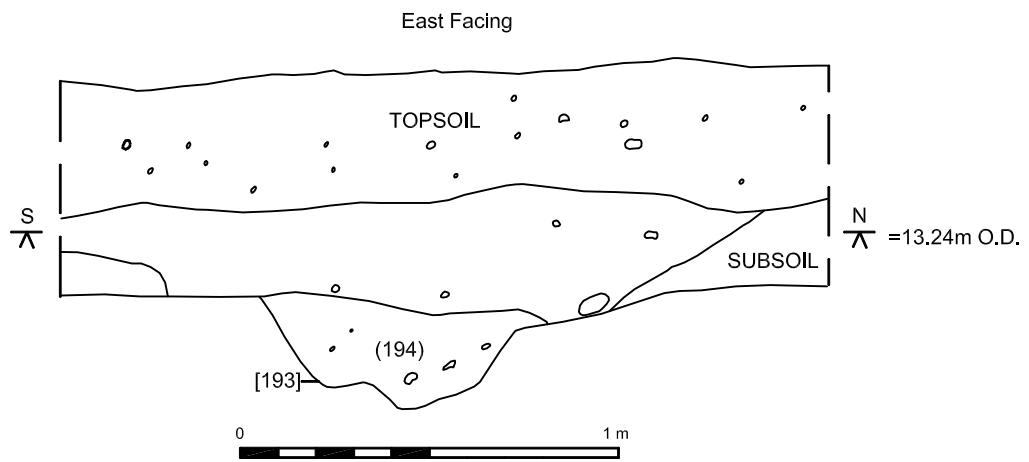 East Facing
TOPSOIL
S
N
=13.24m O.D.
SUBSOIL
(194)
[193]
0
1 m